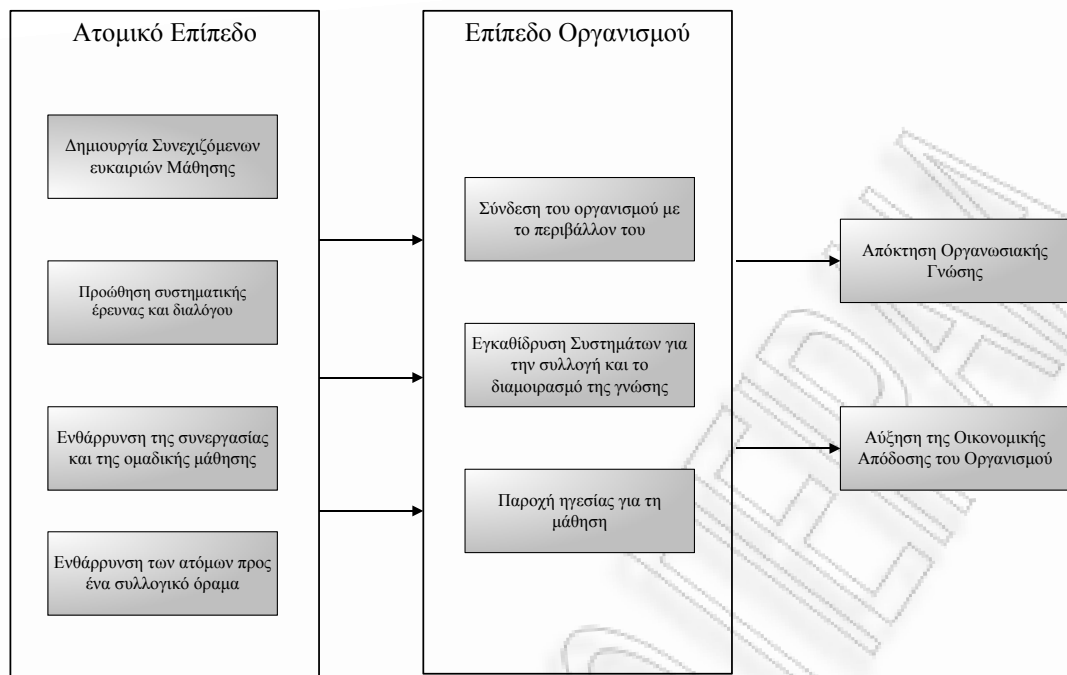 Ατομικό Επίπεδο
Δημιουργία Συνεχιζόμενων
ευκαιριών Μάθησης
Προώθηση συστηματικής
έρευνας και διαλόγου
Ενθάρρυνση της συνεργασίας
και της ομαδικής μάθησης
Ενθάρρυνση των ατόμων προς
ένα συλλογικό όραμα
Επίπεδο Οργανισμού
Σύνδεση του οργανισμού με
το περιβάλλον του
Εγκαθίδρυση Συστημάτων για
την συλλογή και το
διαμοιρασμό της γνώσης
Παροχή ηγεσίας για τη
μάθηση
Απόκτηση Οργανωσιακής
Γνώσης
Αύξηση της Οικονομικής
Απόδοσης του Οργανισμού